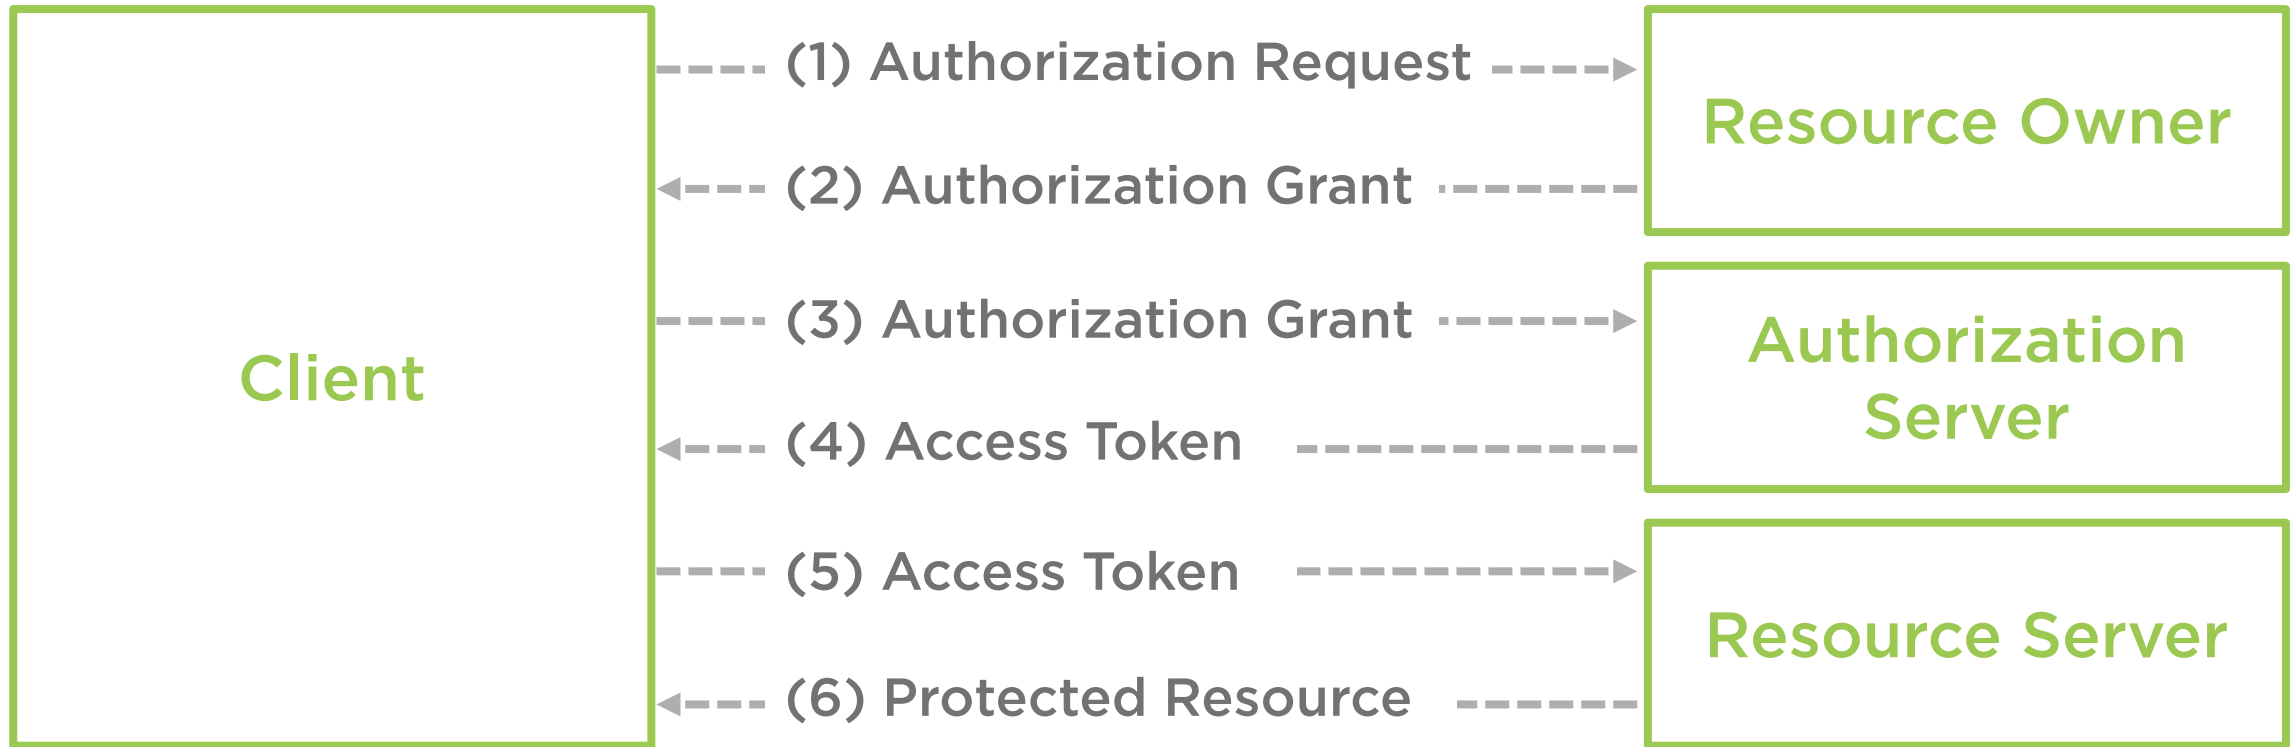 Client
(1) Authorization Request
(2) Authorization Grant
(3) Authorization Grant
(4) Access Token
(5) Access Token
(6) Protected Resource
Resource Owner
Authorization
Server
Resource Server